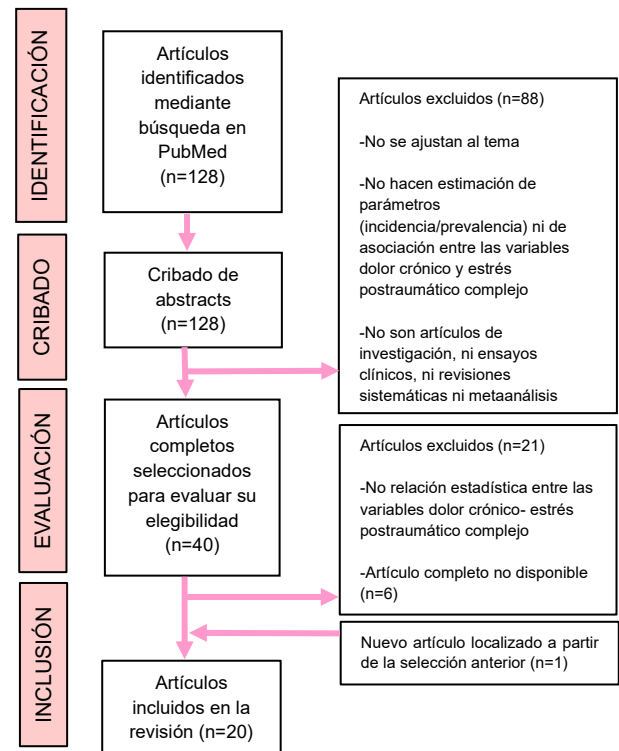 IDENTIFICACIÓN
Artículos
identificados
mediante
búsqueda en
PubMed
(n=128)
Artículos excluidos (n=88)
-No se ajustan al tema
-No hacen estimación de
parámetros
(incidencia/prevalencia) ni de
asociación entre las variables
dolor crónico y estrés
postraumático complejo
-No son artículos de
investigación, ni ensayos
clínicos, ni revisiones
sistemáticas ni metaanálisis
CRIBADO
Cribado de
abstracts
(n=128)
EVALUACIÓN
Artículos
completos
seleccionados
para evaluar su
elegibilidad
(n=40)
Artículos excluidos (n=21)
-No relación estadística entre las
variables dolor crónico- estrés
postraumático complejo
-Artículo completo no disponible
(n=6)
INCLUSIÓN
Nuevo artículo localizado a partir
de la selección anterior (n=1)
Artículos
incluidos en la
revisión (n=20)